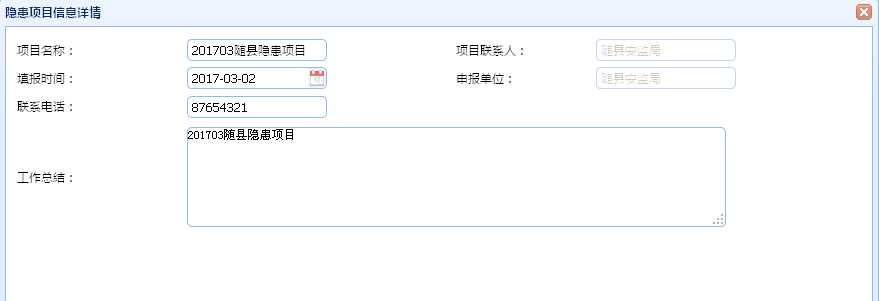 隐患项目信息详情
项目名称： 201703随县隐患项目 项目联系人： 随县安监局
填报时间： 2017-03-02 申报单位： 随县安监局
联系电话： 87654321
201703随县隐患项目
工作总结：